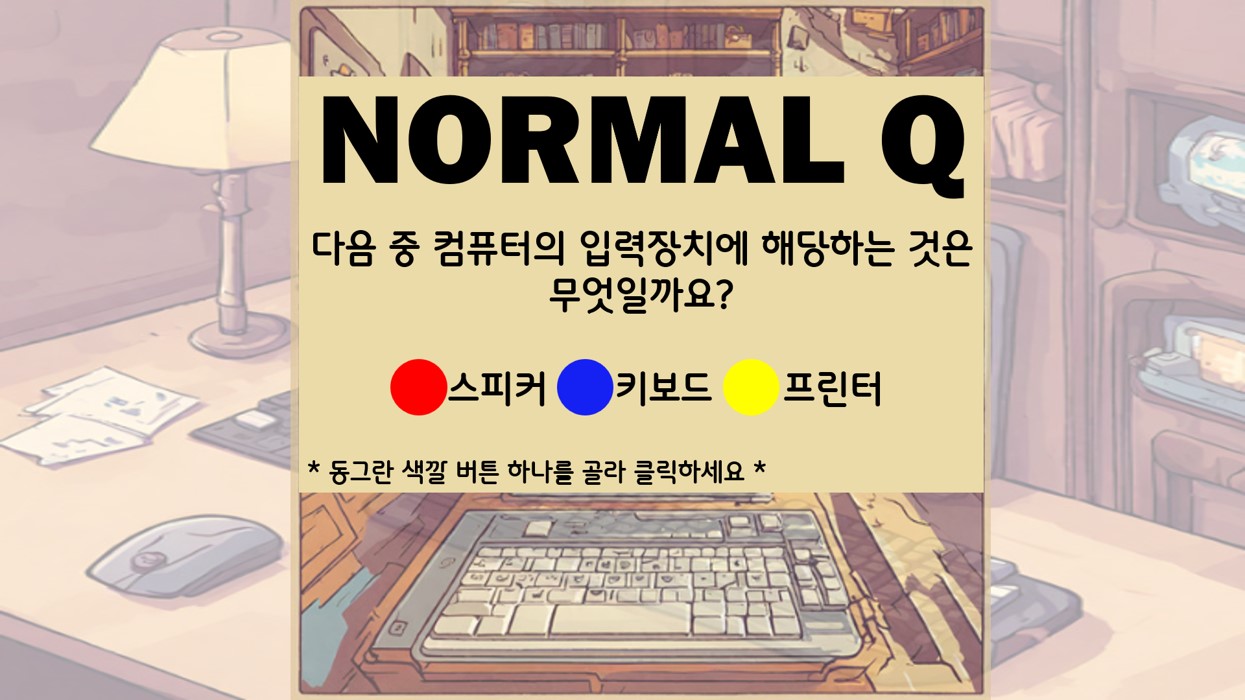 NORMAL Q
다음 중 컴퓨터의 입력장치에 해당하는 것은
무엇일까요?
스피커 키보드 프린터
* 동그란 색깔 버튼 하나를 골라 클릭하세요 *